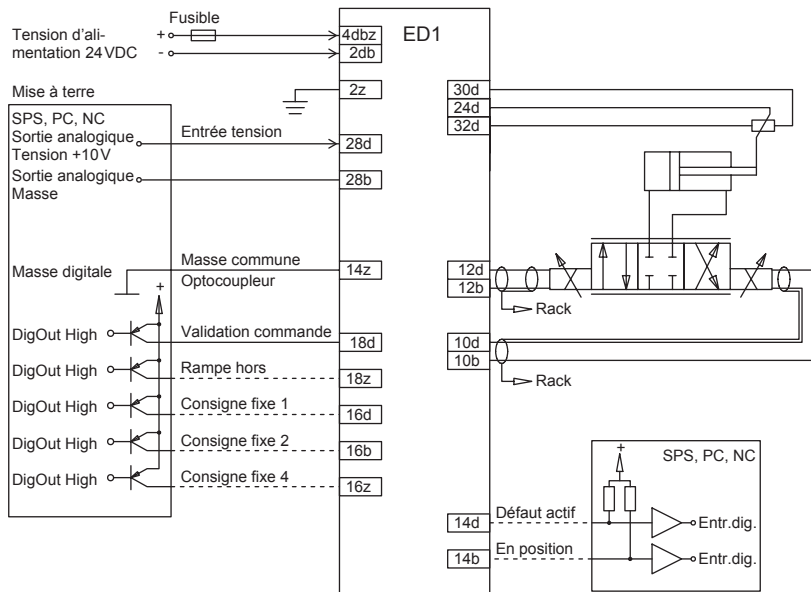 Fusible
Tension d'ali-
mentation 24VDC
+
-
4dbz
2db
ED1
Mise à terre
2z
SPS, PC, NC
Sortie analogique
Tension +10V
Entrée tension
28d
Sortie analogique
Masse
28b
Masse digitale
Masse commune
Optocoupleur
14z
+
DigOut High
Validation commande
18d
DigOut High
Rampe hors
18z
DigOut High
Consigne fixe 1
16d
DigOut High
Consigne fixe 2
16b
DigOut High
Consigne fixe 4
16z
30d
24d
32d
12d
12b
Rack
10d
10b
Rack
SPS, PC, NC
+
14d
Défaut actif
Entr.dig.
14b
En position
Entr.dig.